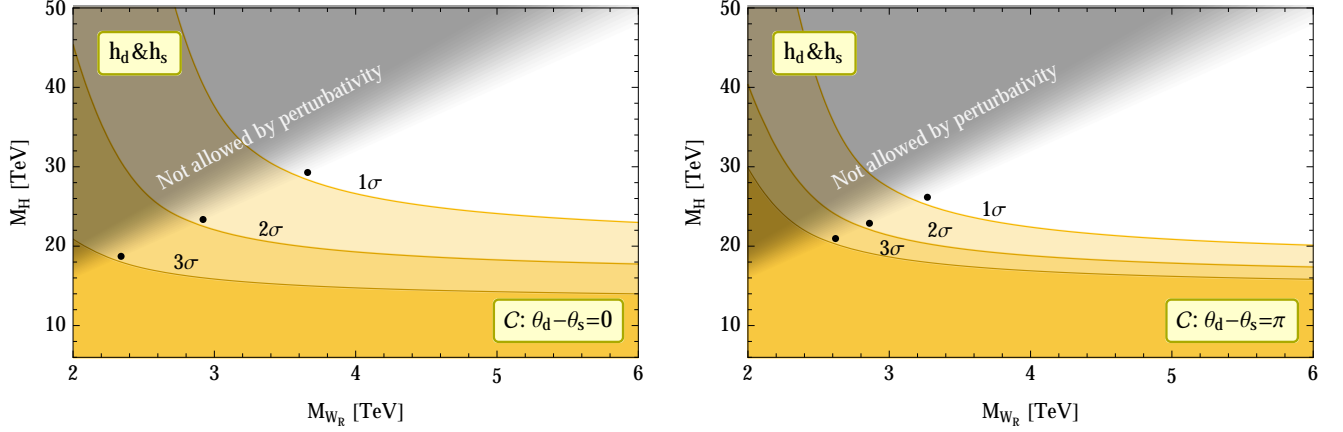 50
40
30
20
10
M_H [TeV]
h_d & h_s
Not allowed by perturbativity
1σ
2σ
3σ
C: θ_d−θ_s=0
2 3 4 5 6
M_{W_R} [TeV]
50
40
30
20
10
M_H [TeV]
h_d & h_s
Not allowed by perturbativity
1σ
2σ
3σ
C: θ_d−θ_s=π
2 3 4 5 6
M_{W_R} [TeV]